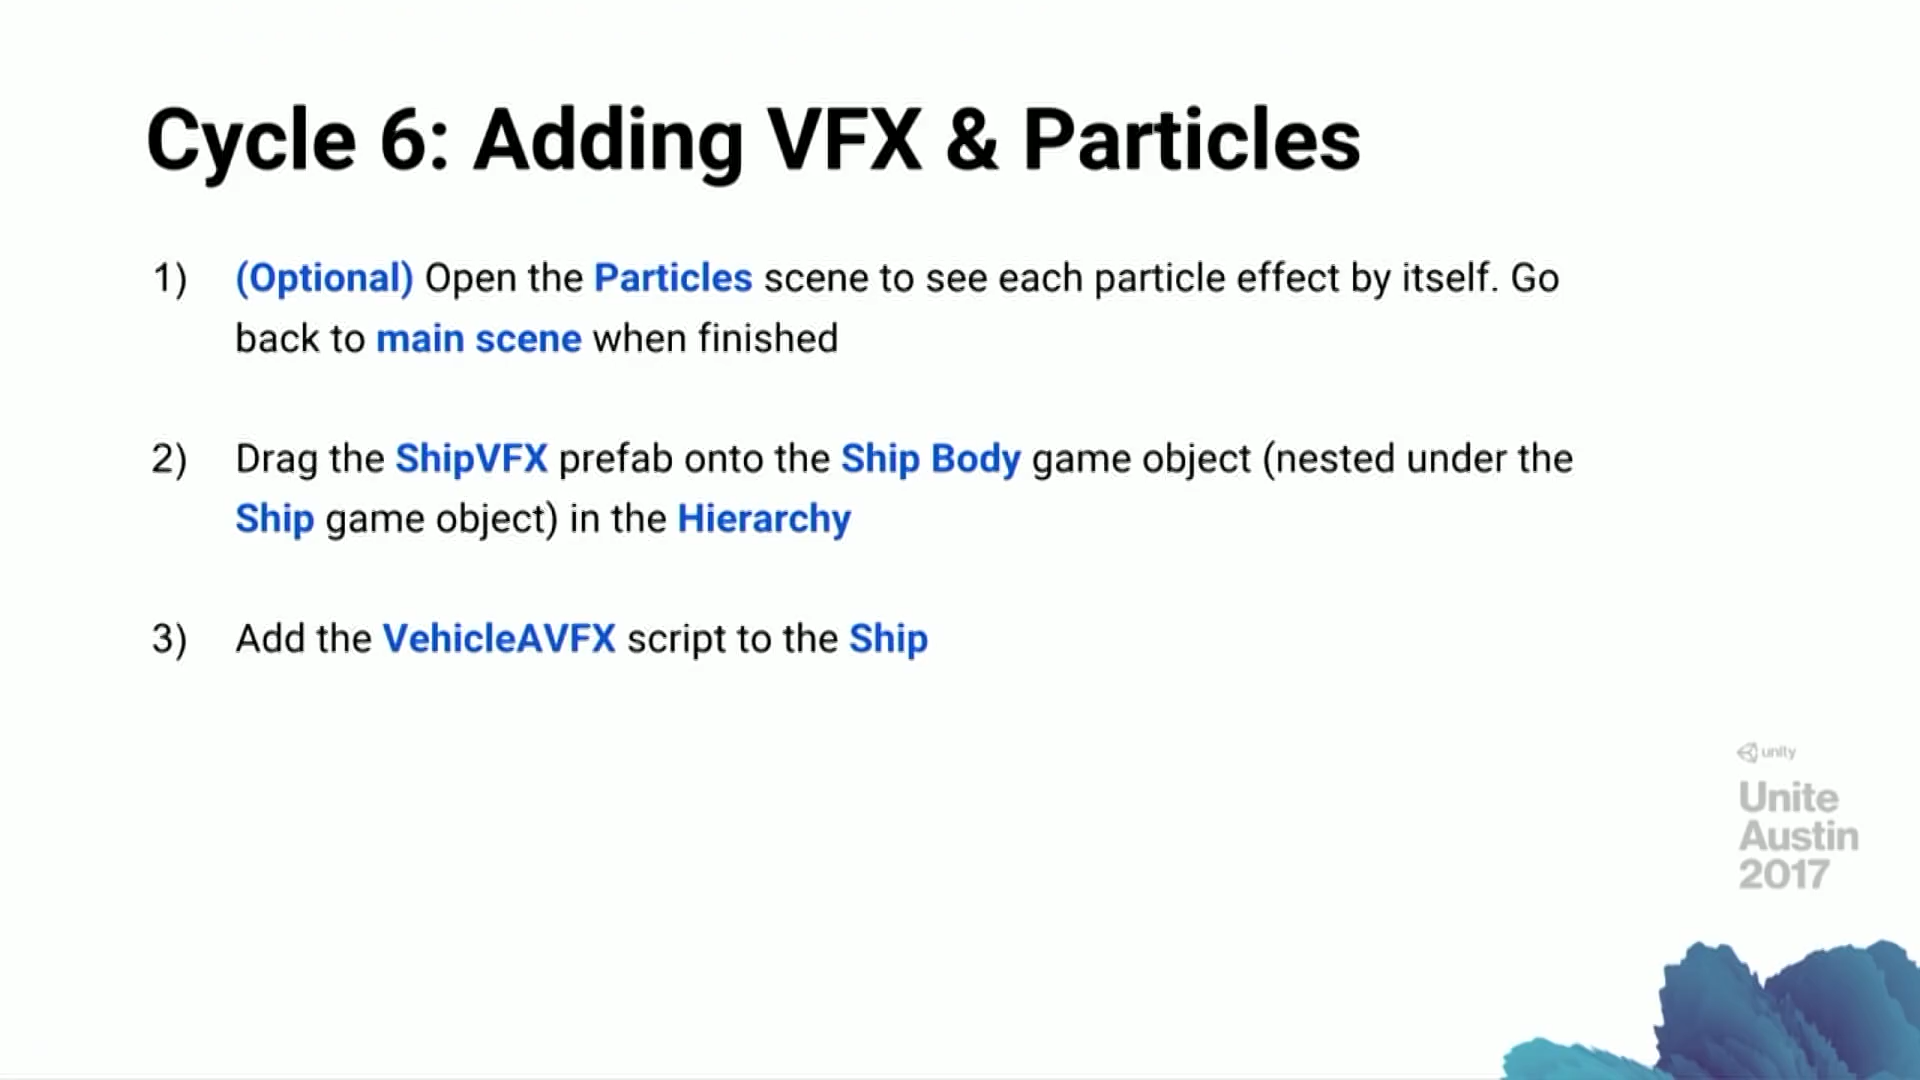 Cycle 6: Adding VFX & Particles
1) (Optional) Open the Particles scene to see each particle effect by itself. Go
back to main scene when finished
2) Drag the ShipVFX prefab onto the Ship Body game object (nested under the
Ship game object) in the Hierarchy
3) Add the VehicleAVFX script to the Ship
unity
Unite
Austin
2017